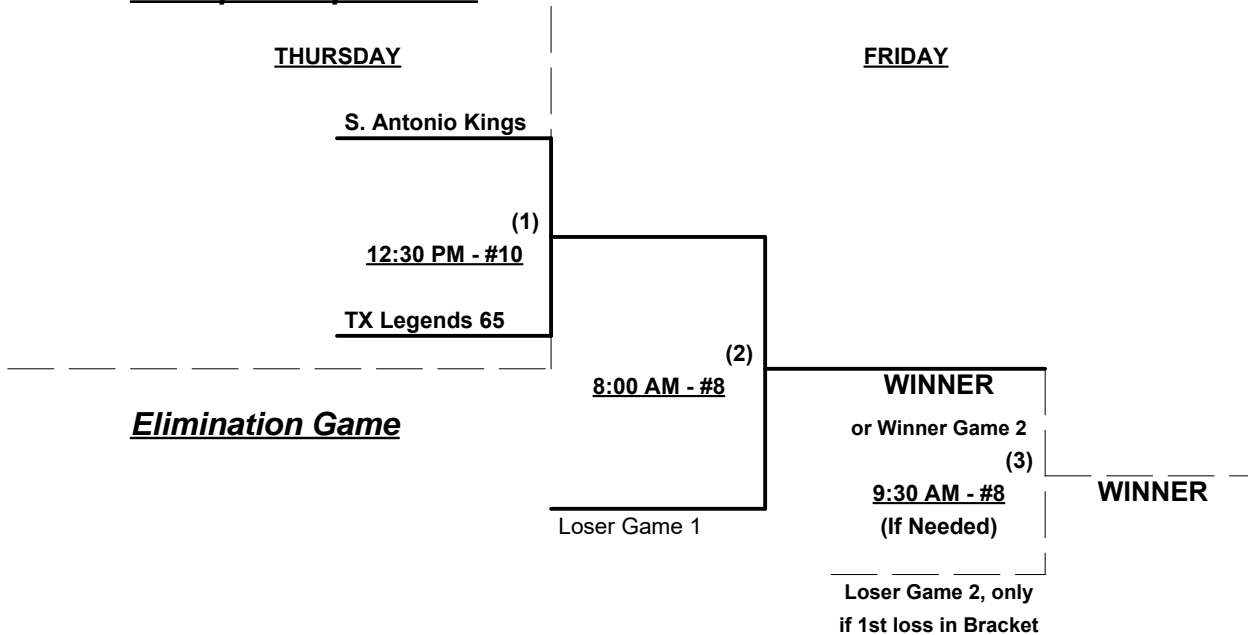 THURSDAY
FRIDAY
S. Antonio Kings
(1)
12:30 PM - #10
TX Legends 65
(2)
8:00 AM - #8
WINNER
Elimination Game
or Winner Game 2
(3)
9:30 AM - #8
WINNER
(If Needed)
Loser Game 1
Loser Game 2, only
if 1st loss in Bracket